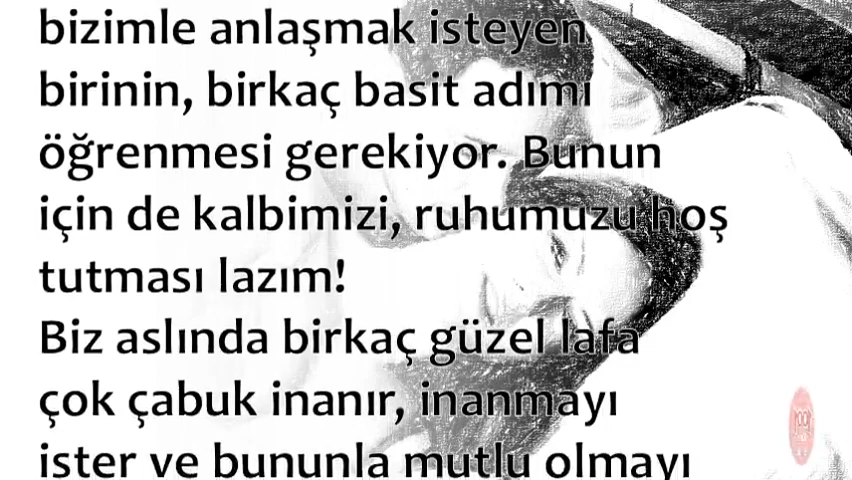 bizimle anlaşmak isteyen
birinin, birkaç basit adımı
öğrenmesi gerekiyor. Bunun
için de kalbimizi, ruhumuzu hoş
tutması lazım!
Biz aslında birkaç güzel lafa
çok çabuk inanır, inanmayı
ister ve bununla mutlu olmayı